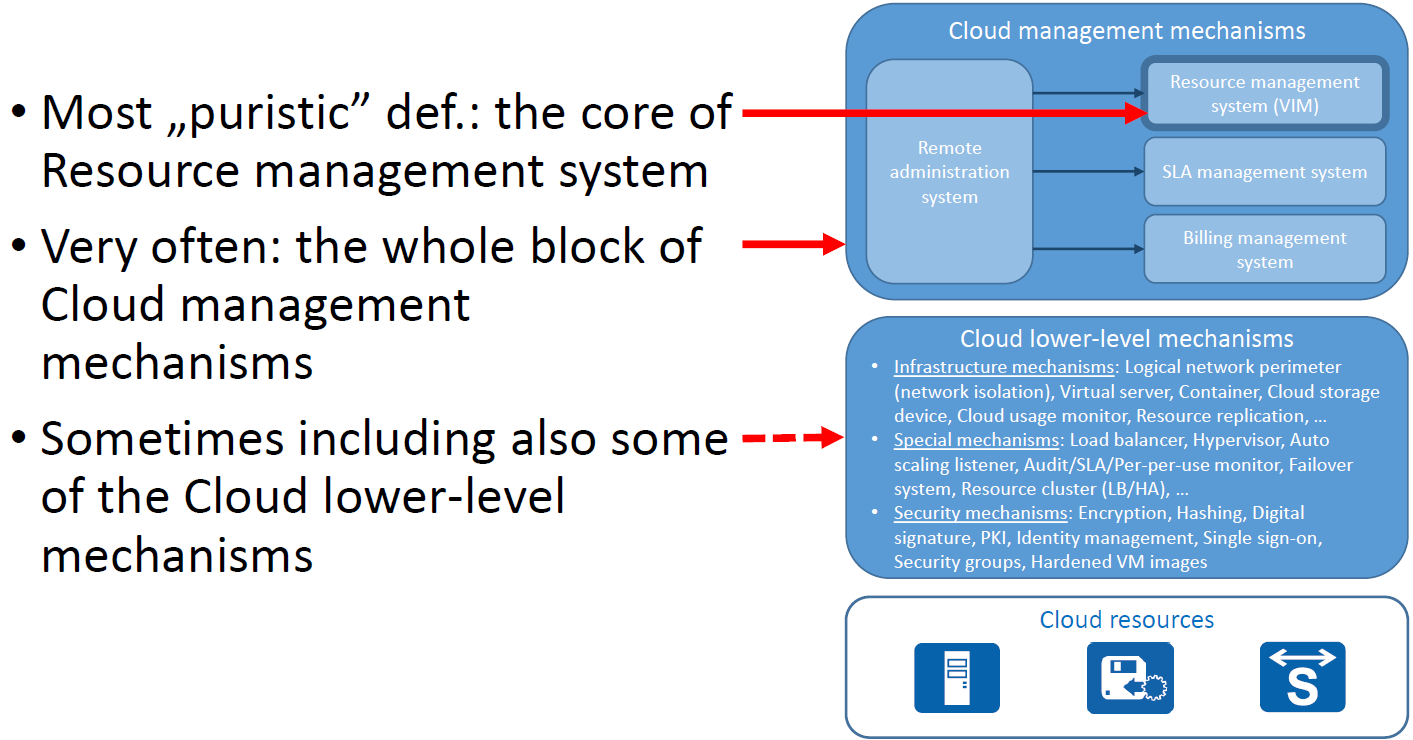 • Most „puristic” def.: the core of
Resource management system
• Very often: the whole block of
Cloud management
mechanisms
• Sometimes including also some
of the Cloud lower-level
mechanisms
Cloud management mechanisms
Remote
administration
system
Resource management
system (VIM)
SLA management system
Billing management
system
Cloud lower-level mechanisms
• Infrastructure mechanisms: Logical network perimeter
(network isolation), Virtual server, Container, Cloud storage
device, Cloud usage monitor, Resource replication, ...
• Special mechanisms: Load balancer, Hypervisor, Auto
scaling listener, Audit/SLA/Per-per-use monitor, Failover
system, Resource cluster (LB/HA), ...
• Security mechanisms: Encryption, Hashing, Digital
signature, PKI, Identity management, Single sign-on,
Security groups, Hardened VM images
Cloud resources
S